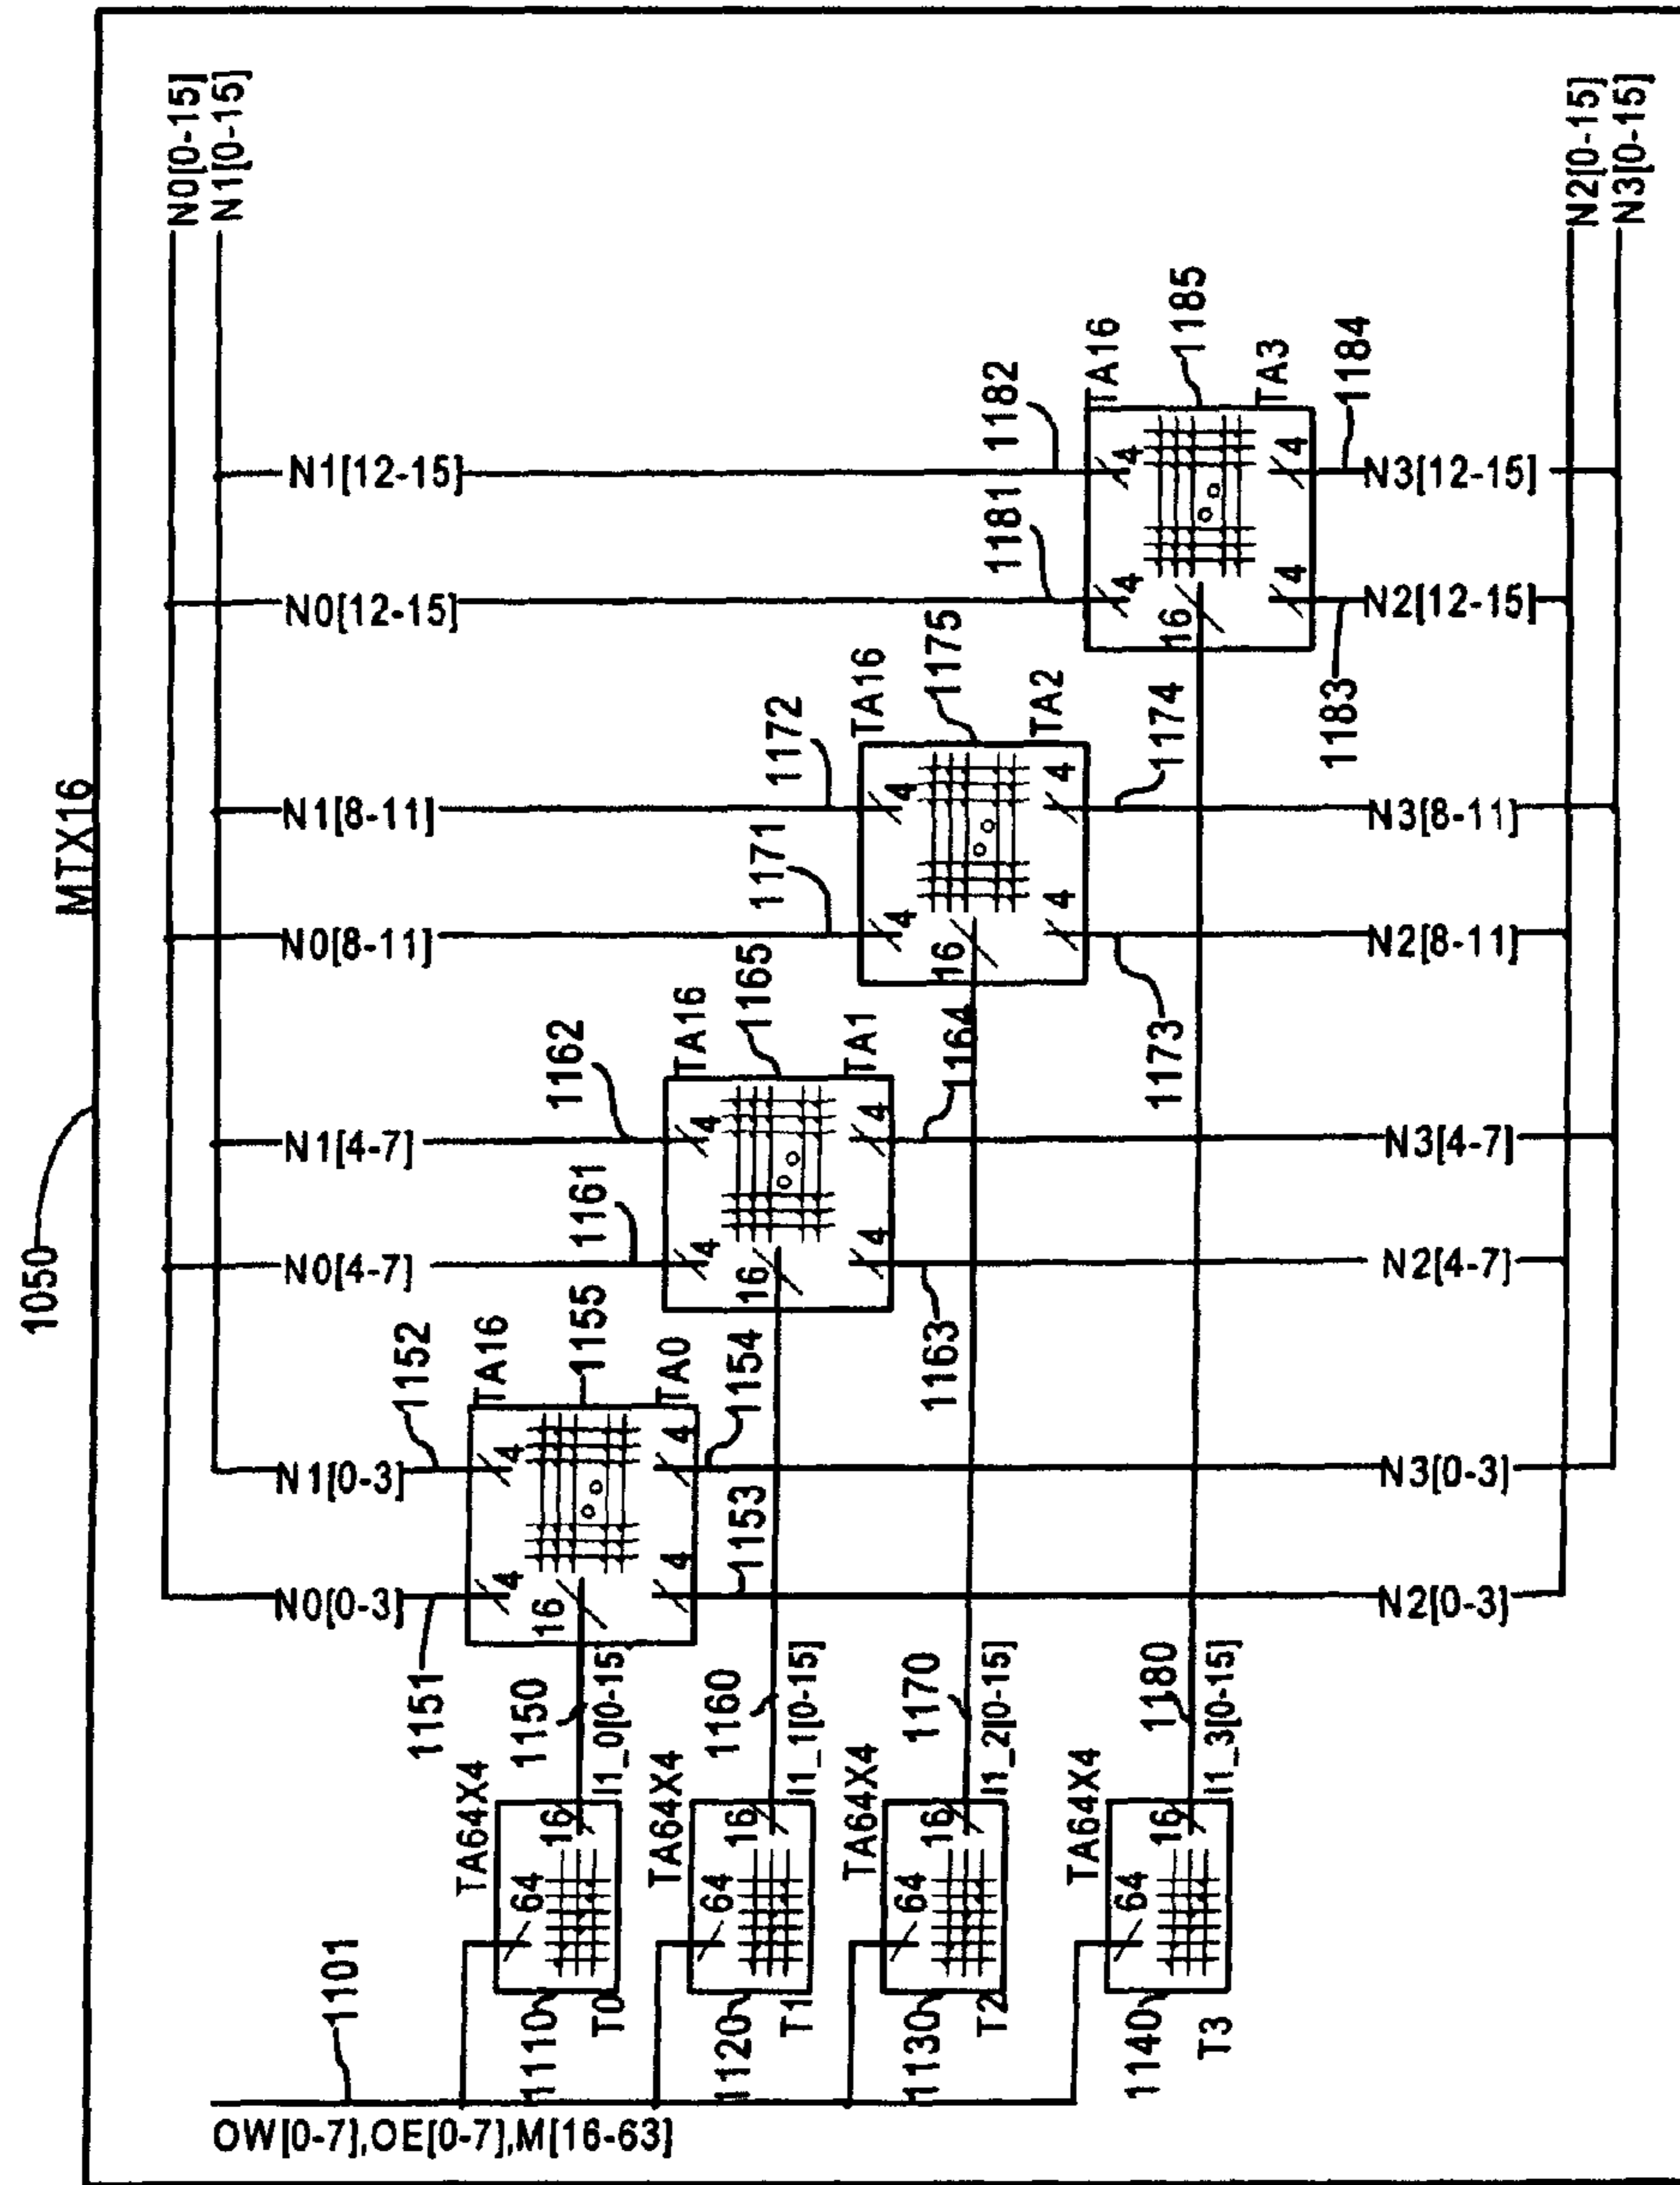 MTX16
1050
N0[0-15]
N1[0-15]
N0[0-3]
N1[0-3]
N0[4-7]
N1[4-7]
N0[8-11]
N1[8-11]
N0[12-15]
N1[12-15]
1151
1152
1161
1162
1171
1172
1181
1182
TA16
1155
TA0
4
4
16
4
4
1153
1154
TA16
1165
TA1
4
4
16
4
4
1163
1164
TA16
1175
TA2
4
4
16
4
4
1173
1174
TA16
1185
TA3
4
4
16
4
4
1183
1184
N2[0-3]
N3[0-3]
N2[4-7]
N3[4-7]
N2[8-11]
N3[8-11]
N2[12-15]
N3[12-15]
N2[0-15]
N3[0-15]
1101
OW[0-7],OE[0-7],M[16-63]
TA64X4
64
16
1110
T0
1150
I1_0[0-15]
TA64X4
64
16
1120
T1
1160
I1_1[0-15]
TA64X4
64
16
1130
T2
1170
I1_2[0-15]
TA64X4
64
16
1140
T3
1180
I1_3[0-15]